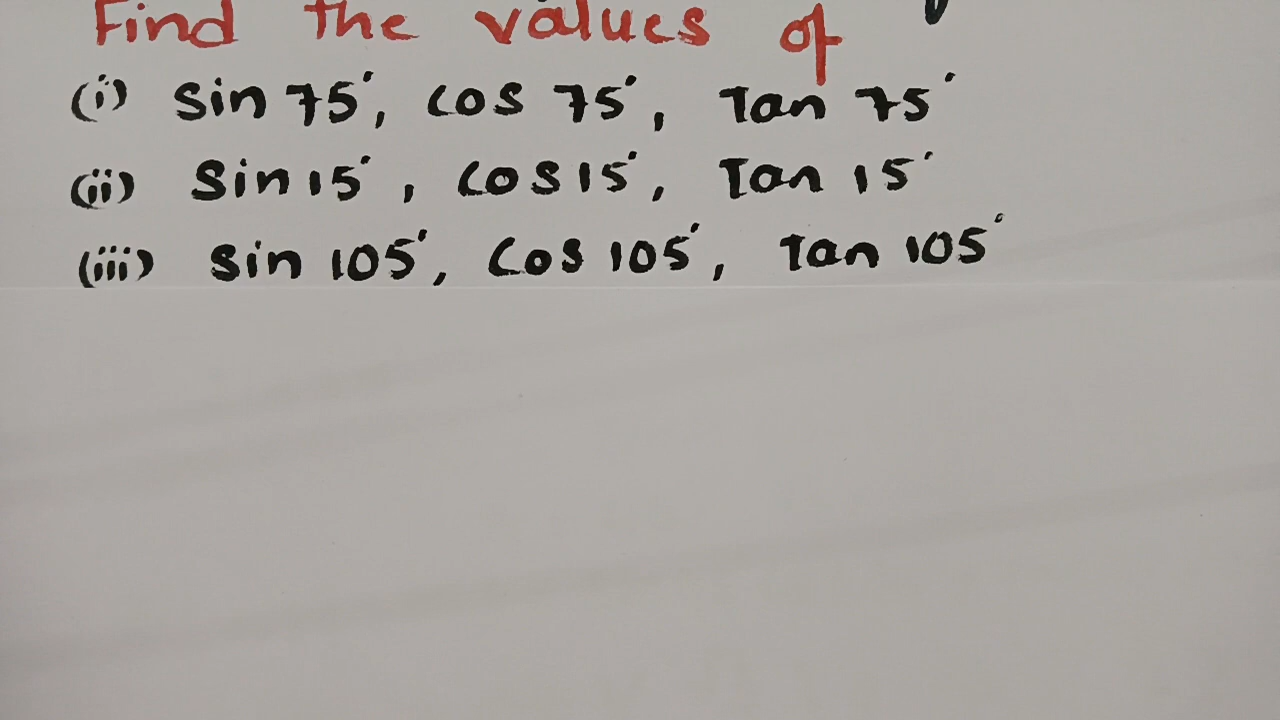 Find the values of
(i) Sin 75°, Cos 75°, Tan 75°
(ii) Sin 15°, Cos 15°, Tan 15°
(iii) Sin 105°, Cos 105°, Tan 105°